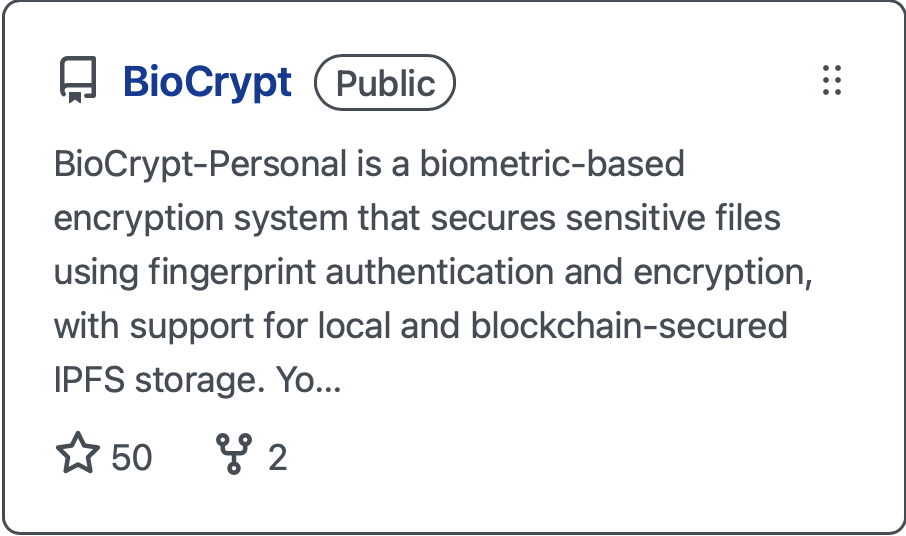 BioCrypt Public
BioCrypt-Personal is a biometric-based
encryption system that secures sensitive files
using fingerprint authentication and encryption,
with support for local and blockchain-secured
IPFS storage. Yo...
50 2